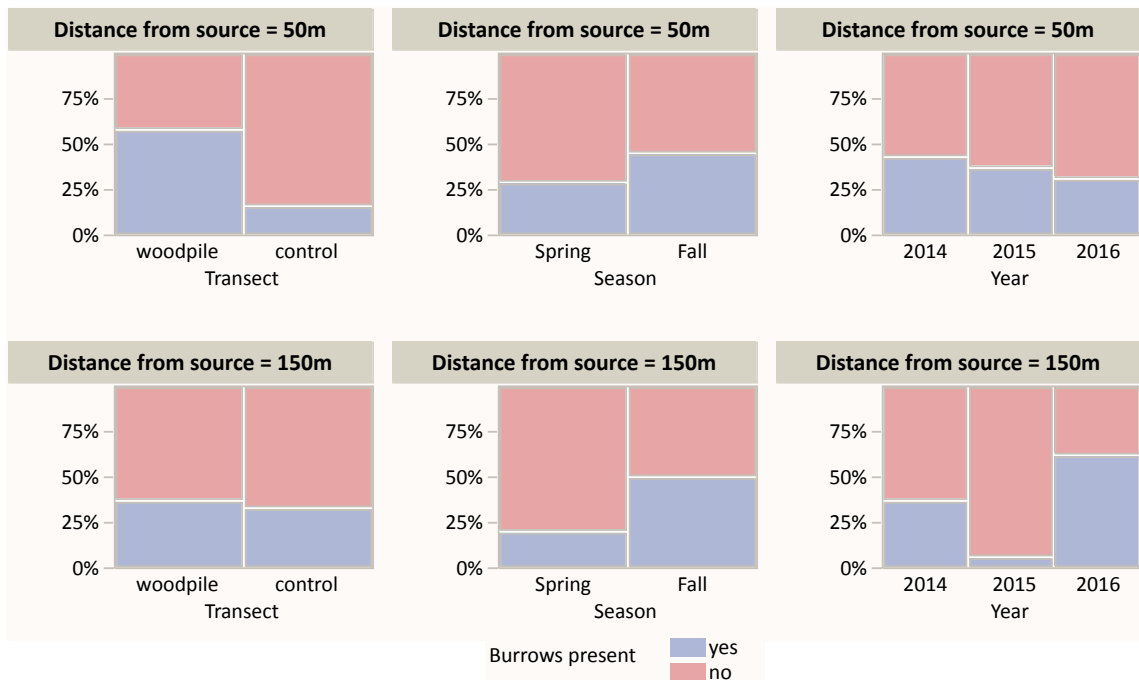 Distance from source = 50m
75%
50%
25%
0%
woodpile control
Transect
Distance from source = 50m
75%
50%
25%
0%
Spring Fall
Season
Distance from source = 50m
75%
50%
25%
0%
2014 2015 2016
Year
Distance from source = 150m
75%
50%
25%
0%
woodpile control
Transect
Distance from source = 150m
75%
50%
25%
0%
Spring Fall
Season
Distance from source = 150m
75%
50%
25%
0%
2014 2015 2016
Year
Burrows present
yes
no